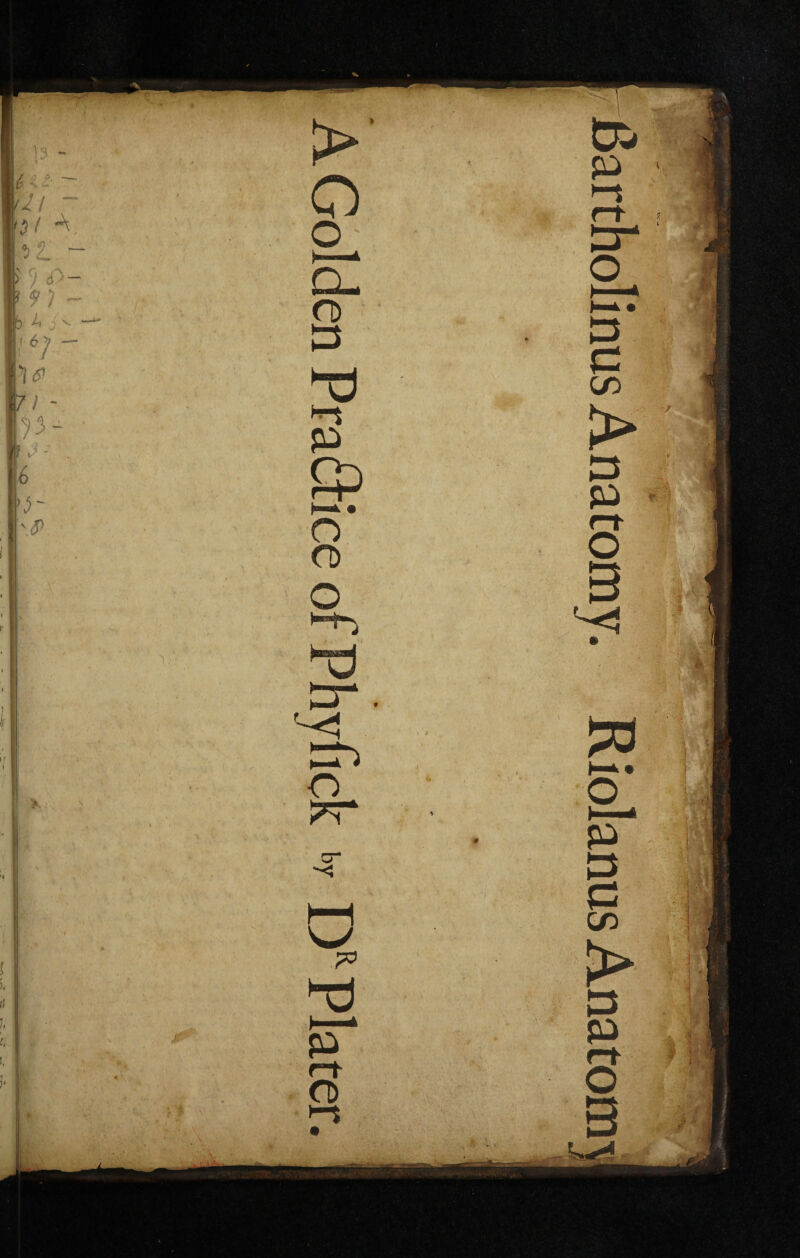 Bartholinus Anatomy. Riolanus Anatomy
A Golden Practice of Phyſick by Dᴿ Plater.